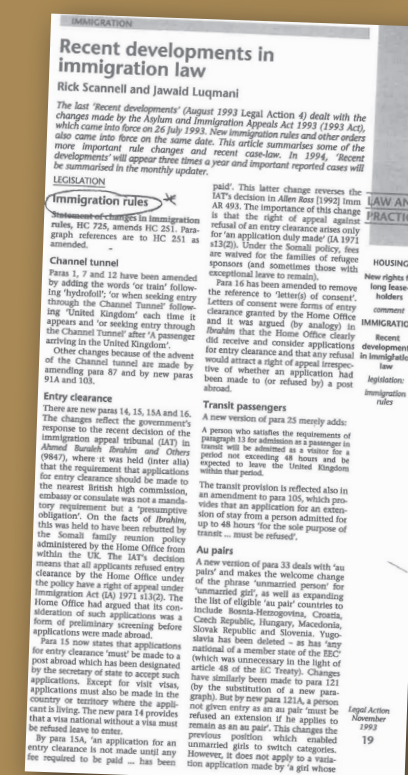 IMMIGRATION
Recent developments in
immigration law
Rick Scannell and Jawaid Luqmani
The last 'Recent developments' (August 1993 Legal Action 4) dealt with the
changes made by the Asylum and Immigration Appeals Act 1993 (1993 Act),
which came into force on 26 July 1993. New immigration rules and other orders
also came into force on the same date. This article summarises some of the
more important rule changes and recent case-law. In 1994, 'Recent
developments' will appear three times a year and important reported cases will
be summarised in the monthly updater.
LEGISLATION
Immigration rules
Statement of changes in immigration
rules, HC 725, amends HC 251. Para-
graph references are to HC 251 as
amended.
Channel tunnel
Paras 1, 7 and 12 have been amended
by adding the words 'or train' follow-
ing 'hydrofoil'; 'or when seeking entry
through the Channel Tunnel' follow-
ing 'United Kingdom' each time it
appears and 'or seeking entry through
the Channel Tunnel' after 'A passenger
arriving in the United Kingdom'.
Other changes because of the advent
of the Channel tunnel are made by
amending para 87 and by new paras
91A and 103.
Entry clearance
There are new paras 14, 15, 15A and 16.
The changes reflect the government's
response to the recent decision of the
immigration appeal tribunal (IAT) in
Ahmed Buraleh Ibrahim and Others
(9847), where it was held (inter alia)
that the requirement that applications
for entry clearance should be made to
the nearest British high commission,
embassy or consulate was not a manda-
tory requirement but a 'presumptive
obligation'. On the facts of Ibrahim,
this was held to have been rebutted by
the Somali family reunion policy
administered by the Home Office from
within the UK. The IAT's decision
means that all applicants refused entry
clearance by the Home Office under
the policy have a right of appeal under
Immigration Act (IA) 1971 s13(2). The
Home Office had argued that its con-
sideration of such applications was a
form of preliminary screening before
applications were made abroad.
Para 15 now states that applications
for entry clearance 'must' be made to a
post abroad which has been designated
by the secretary of state to accept such
applications. Except for visit visas,
applications must also be made in the
country or territory where the appli-
cant is living. The new para 14 provides
that a visa national without a visa must
be refused leave to enter.
By para 15A, 'an application for an
entry clearance is not made until any
fee required to be paid ... has been
paid'. This latter change reverses the
IAT's decision in Allen Ross [1992] Imm
AR 493. The importance of this change
is that the right of appeal against
refusal of an entry clearance arises only
for 'an application duly made' (IA 1971
s13(2)). Under the Somali policy, fees
are waived for the families of refugee
sponsors (and sometimes those with
exceptional leave to remain).
Para 16 has been amended to remove
the reference to 'letter(s) of consent'.
Letters of consent were forms of entry
clearance granted by the Home Office
and it was argued (by analogy) in
Ibrahim that the Home Office clearly
did receive and consider applications
for entry clearance and that any refusal
would attract a right of appeal irrespec-
tive of whether an application had
been made to (or refused by) a post
abroad.
Transit passengers
A new version of para 25 merely adds:
A person who satisfies the requirements of
paragraph 13 for admission as a passenger in
transit will be admitted as a visitor for a
period not exceeding 48 hours and be
expected to leave the United Kingdom
within that period.
The transit provision is reflected also in
an amendment to para 105, which pro-
vides that an application for an exten-
sion of stay from a person admitted for
up to 48 hours 'for the sole purpose of
transit ... must be refused'.
Au pairs
A new version of para 33 deals with 'au
pairs' and makes the welcome change
of the phrase 'unmarried person' for
'unmarried girl', as well as expanding
the list of eligible 'au pair' countries to
include Bosnia-Herzegovina, Croatia,
Czech Republic, Hungary, Macedonia,
Slovak Republic and Slovenia. Yugo-
slavia has been deleted – as has 'any
national of a member state of the EEC'
(which was unnecessary in the light of
article 48 of the EC Treaty). Changes
have similarly been made to para 121
(by the substitution of a new para-
graph). But by new para 121A, a person
not given entry as an au pair 'must be
refused an extension if he applies to
remain as an au pair'. This changes the
previous position which enabled
unmarried girls to switch categories.
However, it does not apply to a varia-
tion application made by 'a girl whose
LAW AN
PRACTIC
HOUSING
New rights f
long lease-
holders
comment
IMMIGRATIO
Recent
development
in immigratio
law
legislation:
immigration
rules
Legal Action
November
1993
19